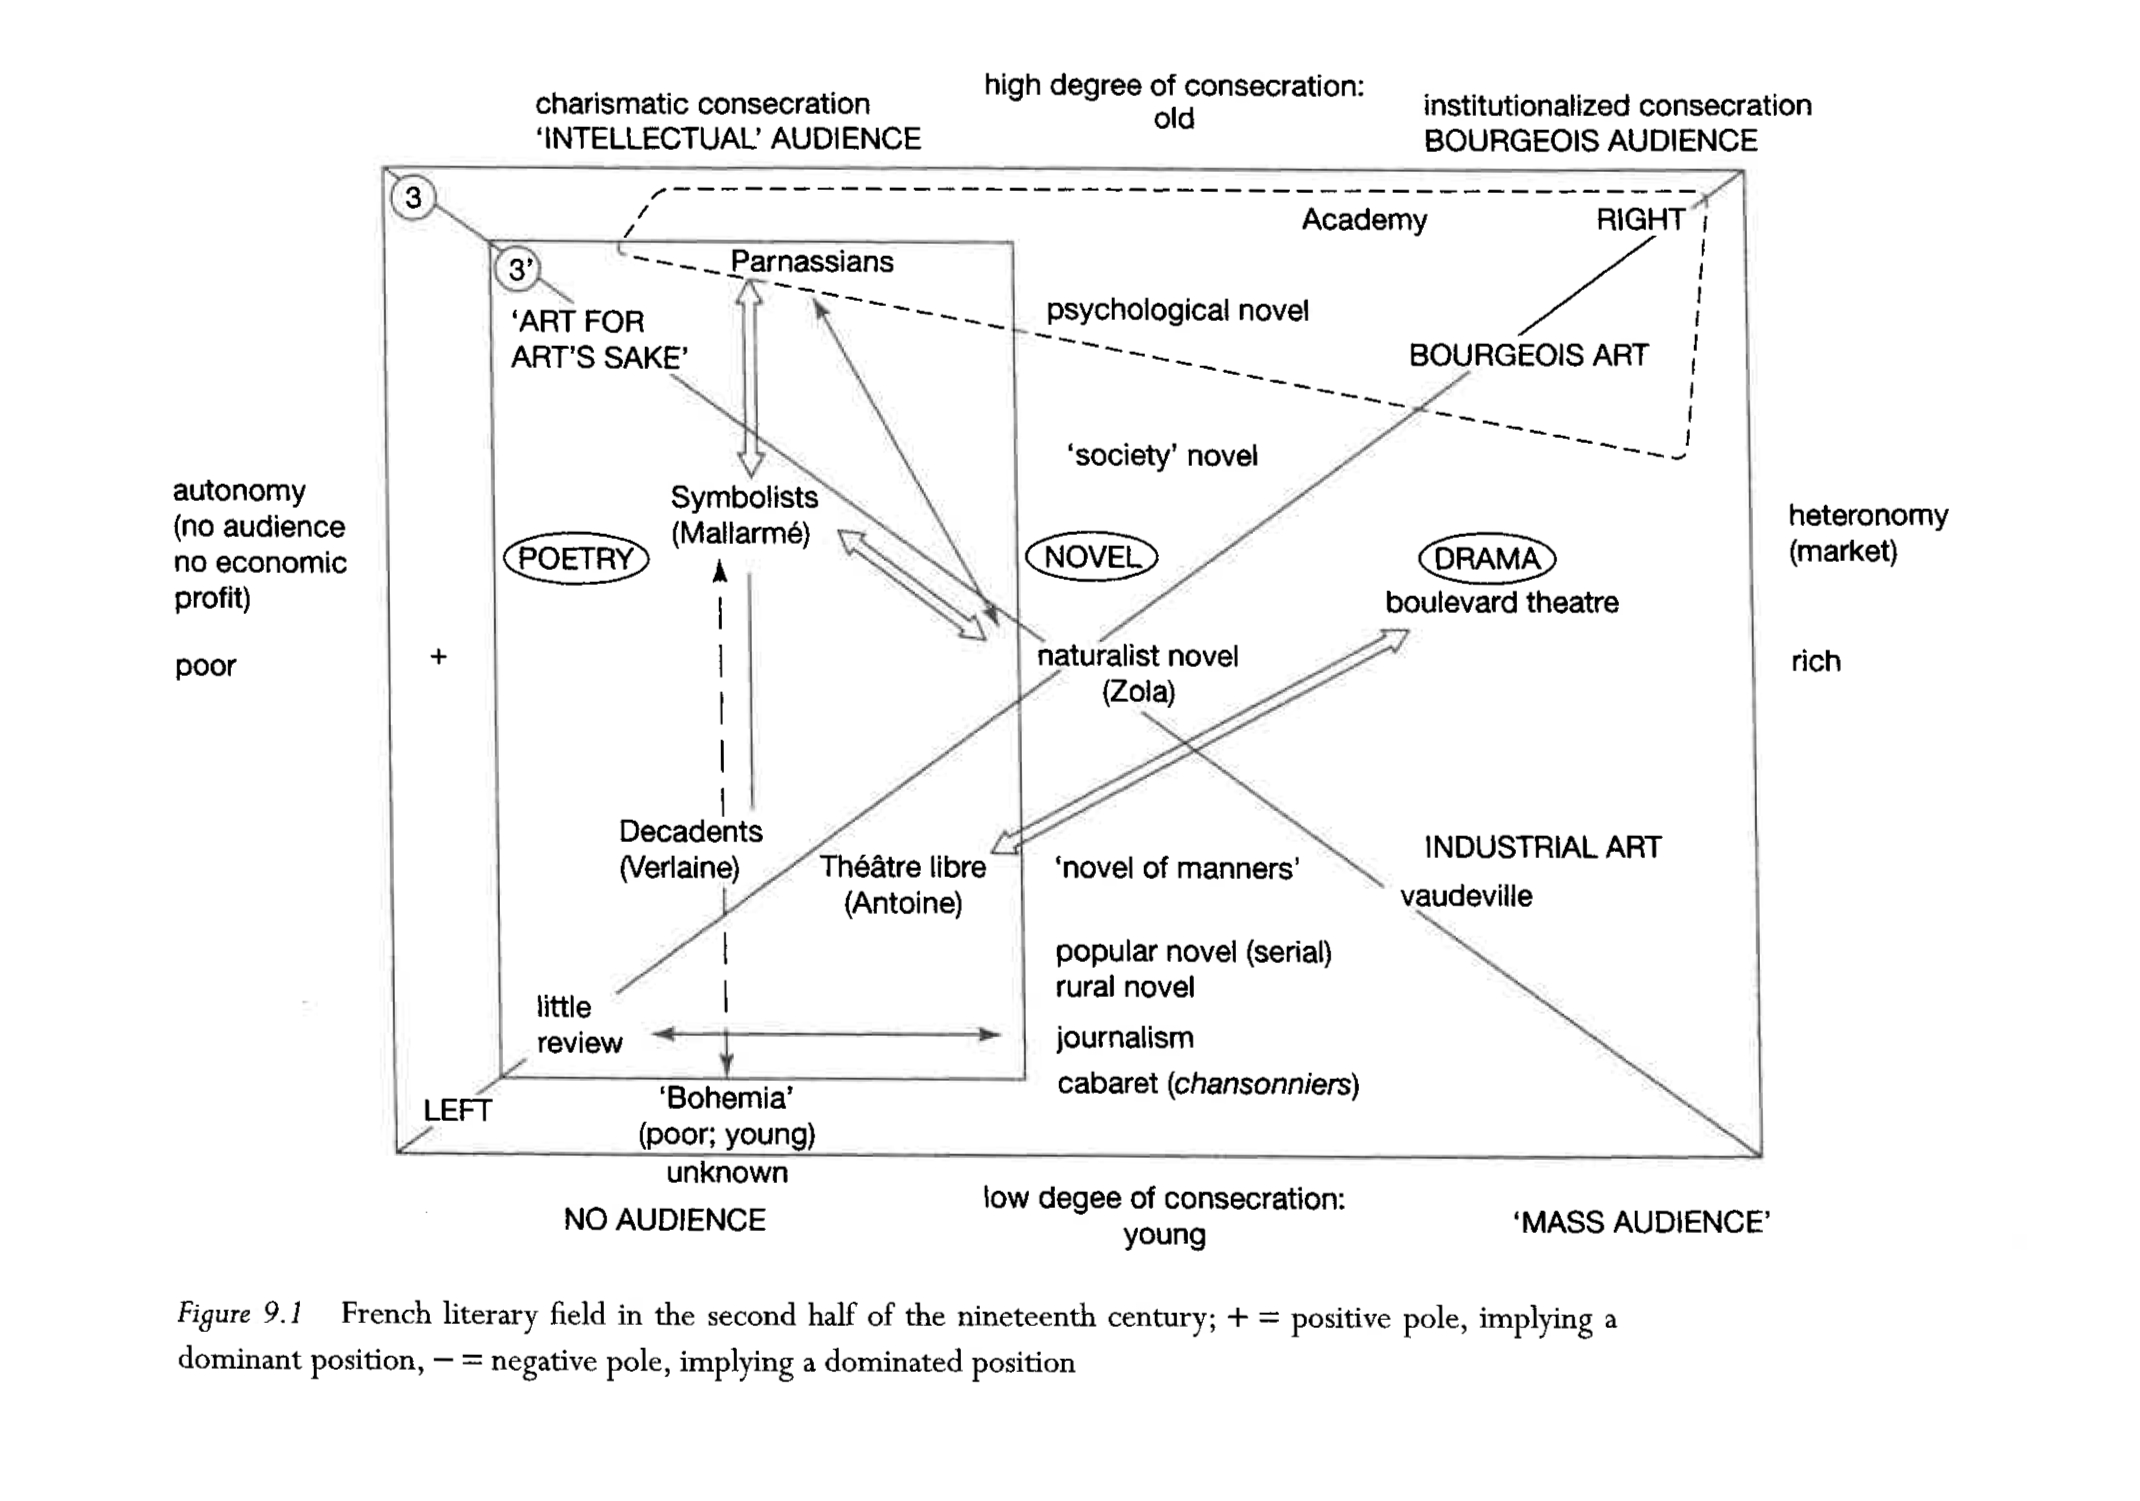 high degree of consecration:
old
charismatic consecration
‘INTELLECTUAL’ AUDIENCE
institutionalized consecration
BOURGEOIS AUDIENCE
3
Academy
RIGHT
Parnassians
3’
‘ART FOR
ART’S SAKE’
psychological novel
BOURGEOIS ART
‘society’ novel
autonomy
(no audience
no economic
profit)
poor
+
Symbolists
(Mallarmé)
POETRY
NOVEL
DRAMA
boulevard theatre
heteronomy
(market)
rich
naturalist novel
(Zola)
Decadents
(Verlaine)
Théâtre libre
(Antoine)
‘novel of manners’
INDUSTRIAL ART
vaudeville
popular novel (serial)
rural novel
little
review
journalism
cabaret (chansonniers)
LEFT
‘Bohemia’
(poor; young)
unknown
NO AUDIENCE
low degee of consecration:
young
‘MASS AUDIENCE’
Figure 9.1 French literary field in the second half of the nineteenth century; + = positive pole, implying a
dominant position, − = negative pole, implying a dominated position